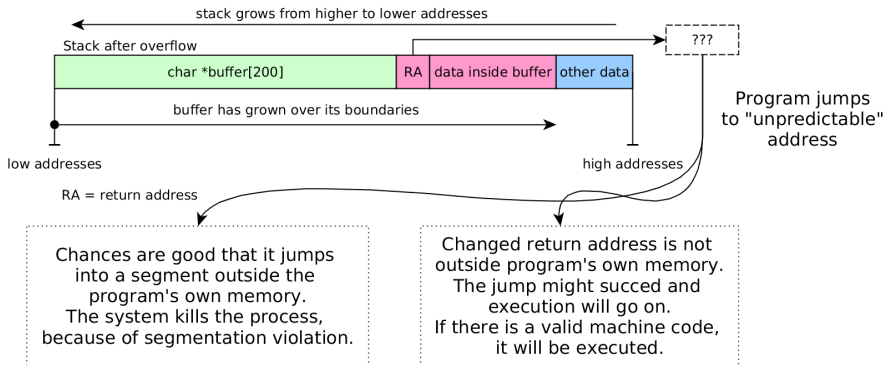 stack grows from higher to lower addresses
Stack after overflow
???
char *buffer[200]
RA
data inside buffer
other data
buffer has grown over its boundaries
Program jumps
to "unpredictable"
address
low addresses
high addresses
RA = return address
Chances are good that it jumps
into a segment outside the
program's own memory.
The system kills the process,
because of segmentation violation.
Changed return address is not
outside program's own memory.
The jump might succed and
execution will go on.
If there is a valid machine code,
it will be executed.